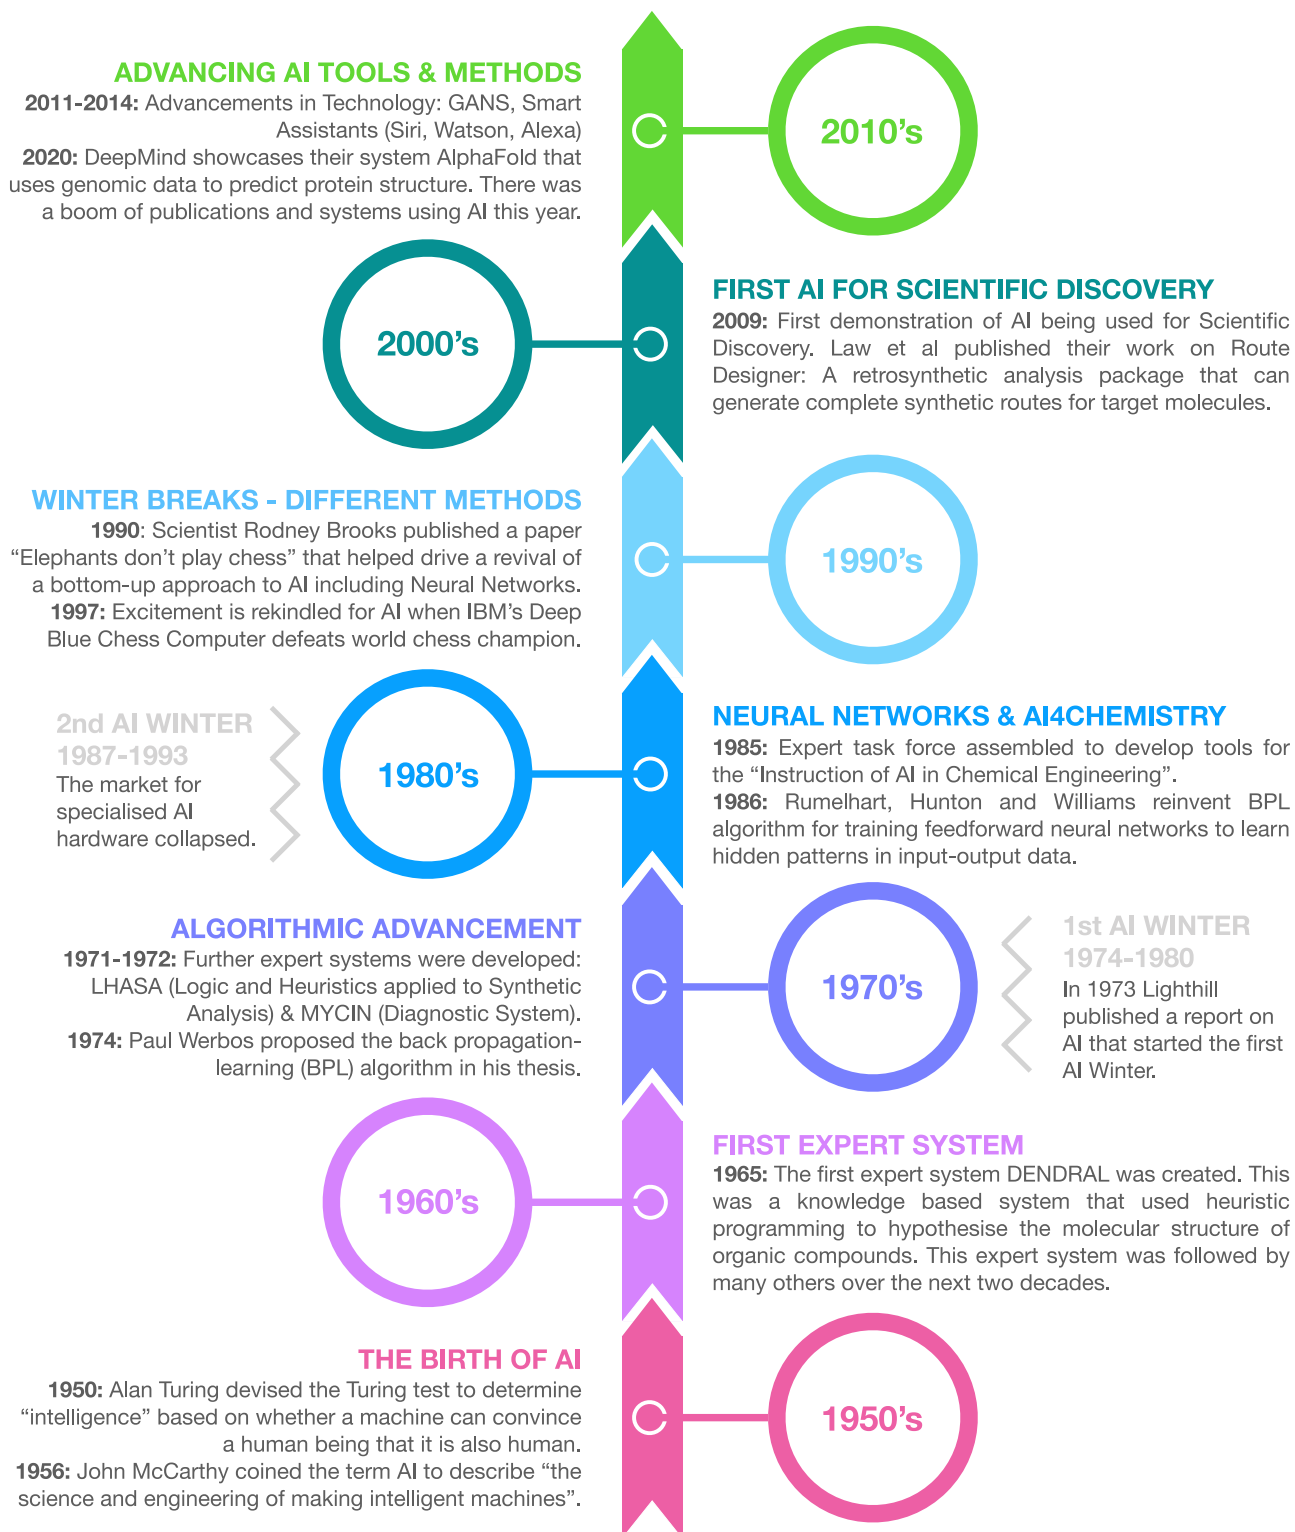 ADVANCING AI TOOLS & METHODS
2011-2014: Advancements in Technology: GANS, Smart
Assistants (Siri, Watson, Alexa)
2020: DeepMind showcases their system AlphaFold that
uses genomic data to predict protein structure. There was
a boom of publications and systems using AI this year.
2010's
2000's
FIRST AI FOR SCIENTIFIC DISCOVERY
2009: First demonstration of AI being used for Scientific
Discovery. Law et al published their work on Route
Designer: A retrosynthetic analysis package that can
generate complete synthetic routes for target molecules.
WINTER BREAKS - DIFFERENT METHODS
1990: Scientist Rodney Brooks published a paper
“Elephants don’t play chess” that helped drive a revival of
a bottom-up approach to AI including Neural Networks.
1997: Excitement is rekindled for AI when IBM’s Deep
Blue Chess Computer defeats world chess champion.
1990’s
2nd AI WINTER
1987-1993
The market for
specialised AI
hardware collapsed.
1980’s
NEURAL NETWORKS & AI4CHEMISTRY
1985: Expert task force assembled to develop tools for
the “Instruction of AI in Chemical Engineering”.
1986: Rumelhart, Hunton and Williams reinvent BPL
algorithm for training feedforward neural networks to learn
hidden patterns in input-output data.
ALGORITHMIC ADVANCEMENT
1971-1972: Further expert systems were developed:
LHASA (Logic and Heuristics applied to Synthetic
Analysis) & MYCIN (Diagnostic System).
1974: Paul Werbos proposed the back propagation-
learning (BPL) algorithm in his thesis.
1970’s
1st AI WINTER
1974-1980
In 1973 Lighthill
published a report on
AI that started the first
AI Winter.
1960’s
FIRST EXPERT SYSTEM
1965: The first expert system DENDRAL was created. This
was a knowledge based system that used heuristic
programming to hypothesise the molecular structure of
organic compounds. This expert system was followed by
many others over the next two decades.
THE BIRTH OF AI
1950: Alan Turing devised the Turing test to determine
“intelligence” based on whether a machine can convince
a human being that it is also human.
1956: John McCarthy coined the term AI to describe “the
science and engineering of making intelligent machines”.
1950’s